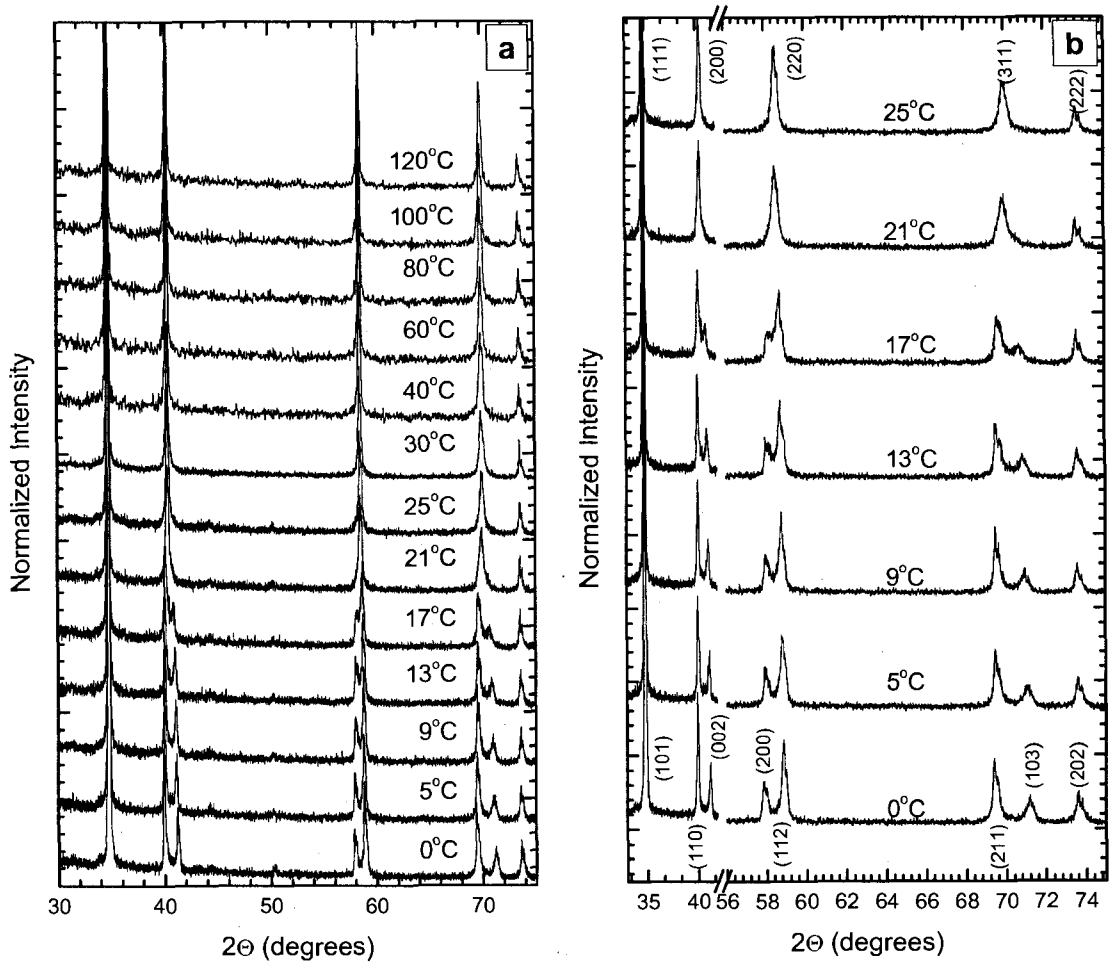 a
120°C
100°C
80°C
60°C
40°C
30°C
25°C
21°C
17°C
13°C
9°C
5°C
0°C
Normalized Intensity
30 40 50 60 70
2Θ (degrees)
b
(111) (200) (220) (311) (222)
25°C
21°C
17°C
13°C
9°C
5°C
0°C
(101) (002) (200) (103) (202)
(110) (112) (211)
Normalized Intensity
35 40 56 58 60 62 64 66 68 70 72 74
2Θ (degrees)